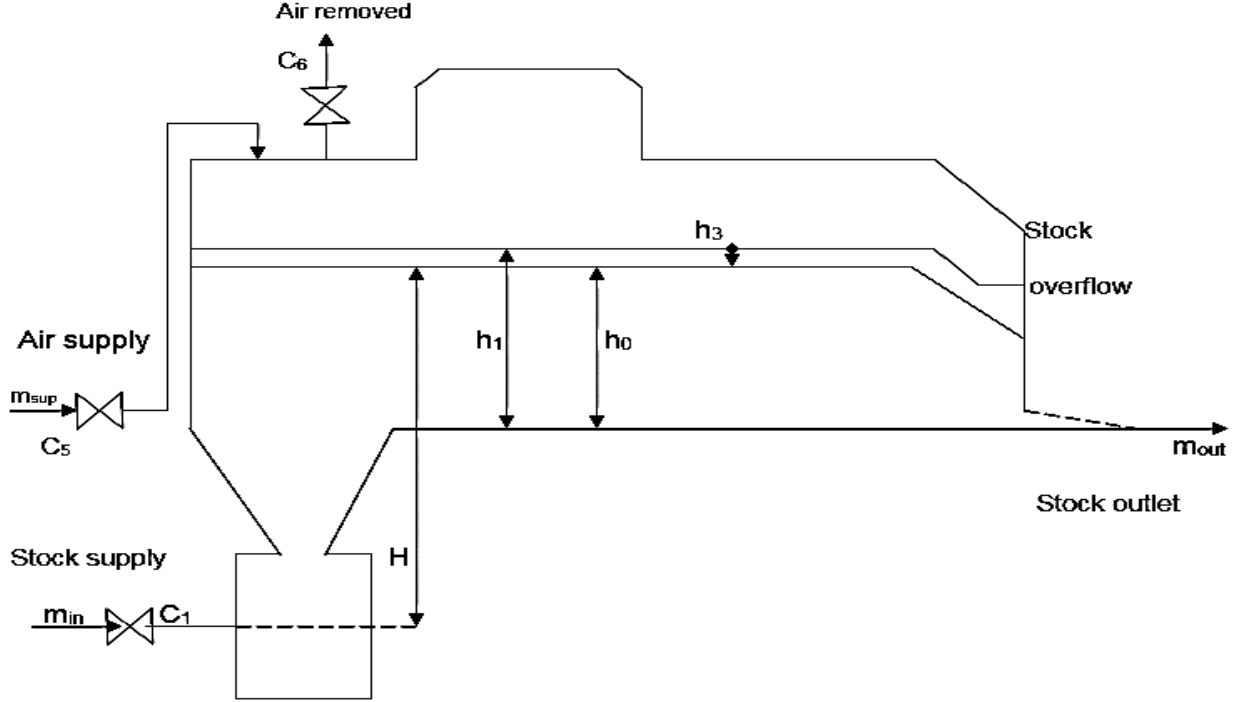 Air removed
C₆
Stock
h₃
overflow
Air supply
h₁
h₀
mₛᵤₚ
C₅
mₒᵤₜ
Stock outlet
Stock supply
H
mᵢₙ
C₁